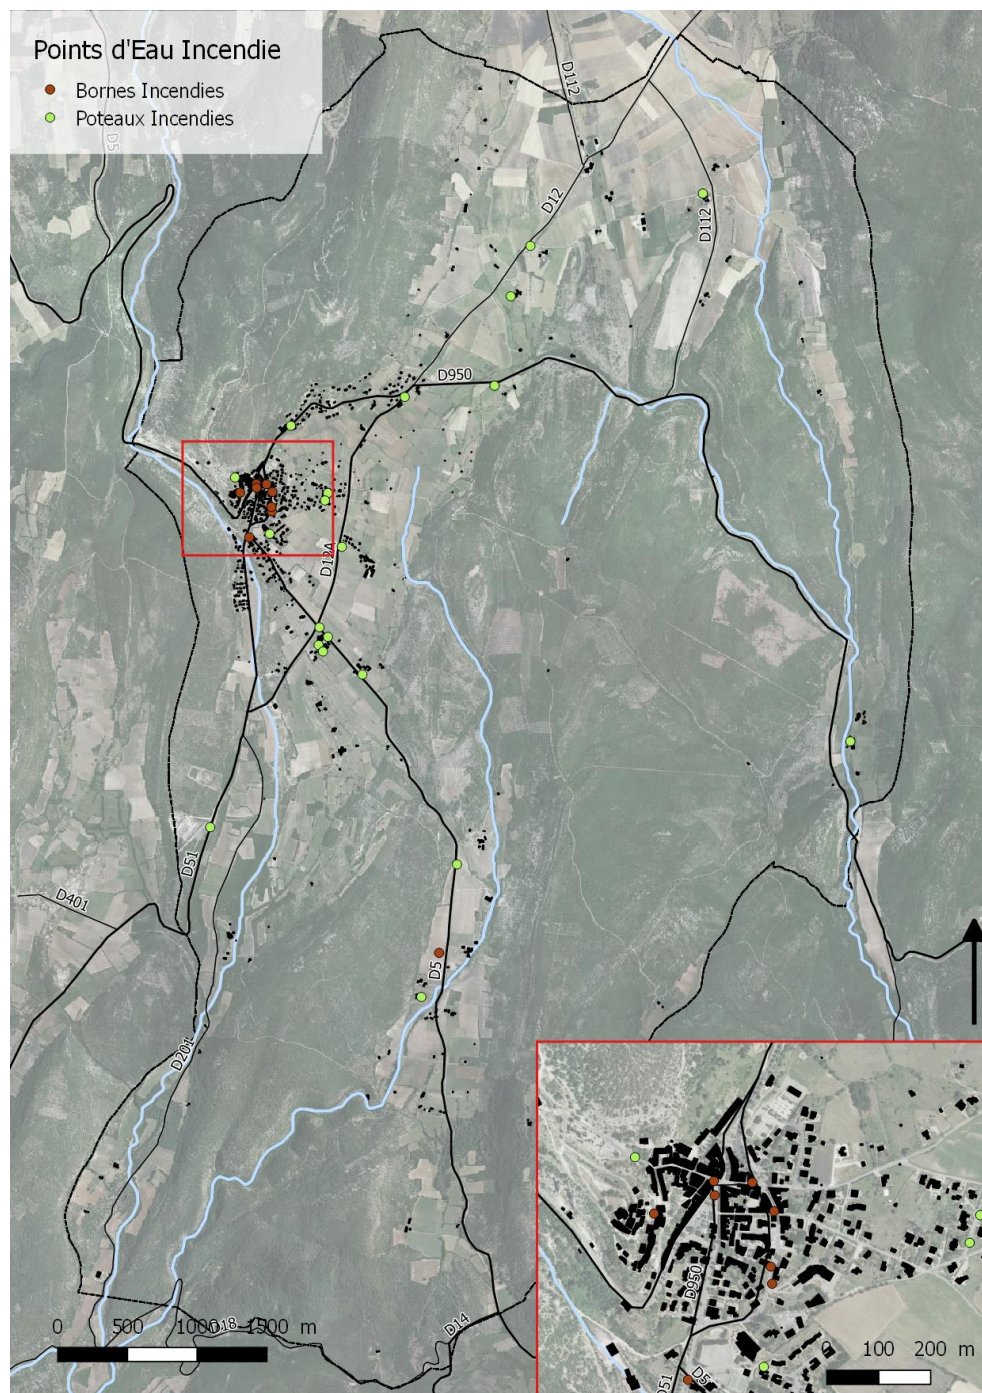 Points d'Eau Incendie
Bornes Incendies
Poteaux Incendies
D5
D112
D12
D112
D950
D12A
D51
D401
D5
D201
D18
D14
0 500 1000 1500 m
D950
D5
D51
0 100 200 m